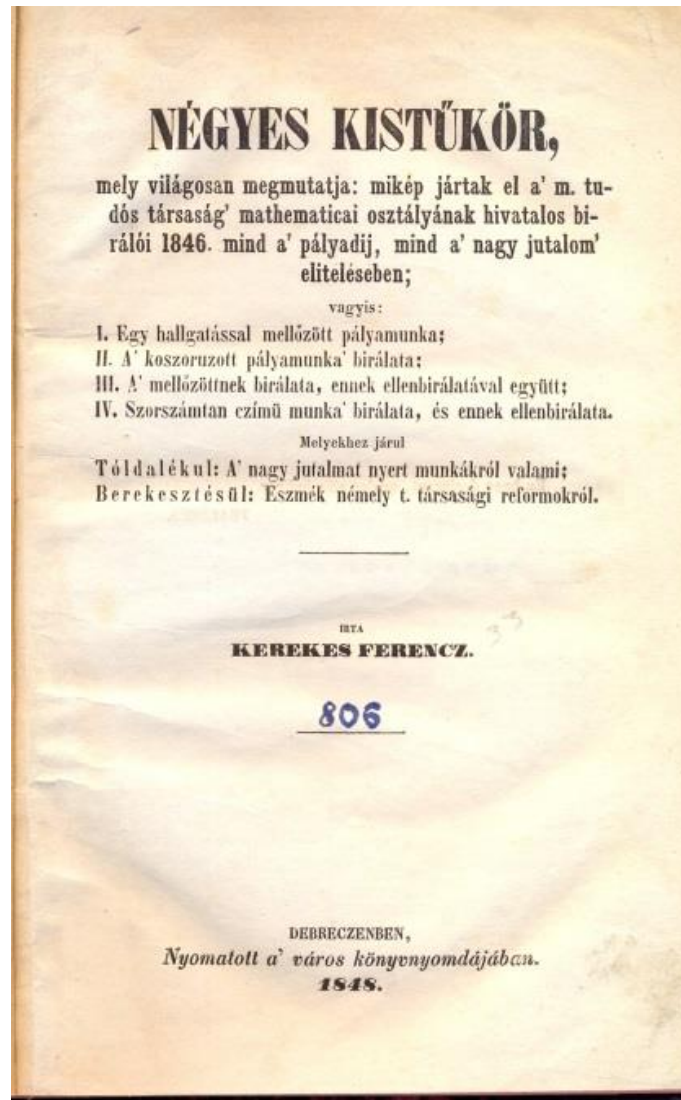 NÉGYES KISTŰKÖR,
mely világosan megmutatja: mikép jártak el a' m. tu-
dós társaság' mathematicai osztályának hivatalos bi-
rálói 1846. mind a' pályadij, mind a' nagy jutalom'
eliteléseben;
vagyis:
I. Egy hallgatással mellőzött pályamunka;
II. A' koszoruzott pályamunka' birálata;
III. A' mellőzöttnek birálata, ennek ellenbirálatával együtt;
IV. Szorszámtan czímü munka' birálata, és ennek ellenbirálata.
Melyekhez járul
Tóldalékul: A' nagy jutalmat nyert munkákról valami;
Berekesztésül: Eszmék némely t. társasági reformokról.
IRTA
KEREKES FERENCZ.
806
DEBRECZENBEN,
Nyomatott a' város könyvnyomdájában.
1848.